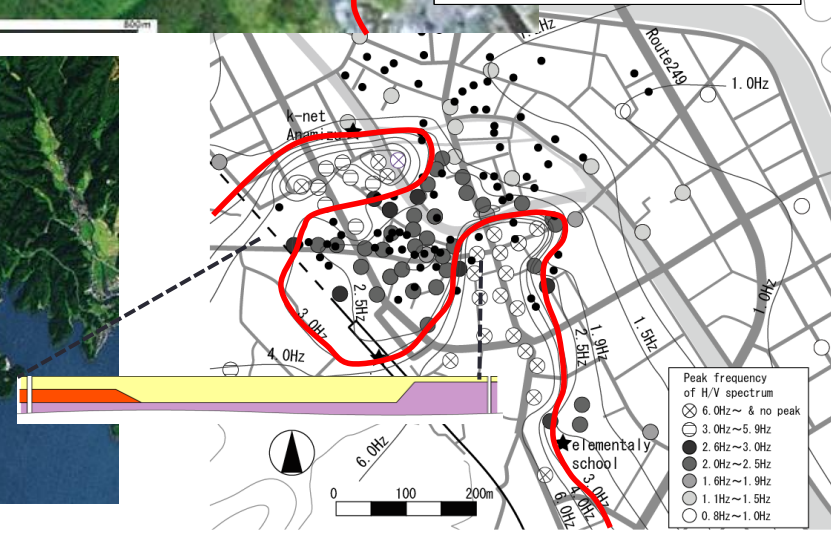 800m
Route249
1.0Hz
k-net
Anamizu
1.0Hz
2.5Hz
3.0Hz
4.0Hz
1.5Hz
1.9Hz
2.5Hz
Peak frequency
of H/V spectrum
6.0Hz～ & no peak
3.0Hz～5.9Hz
2.6Hz～3.0Hz
2.0Hz～2.5Hz
1.6Hz～1.9Hz
1.1Hz～1.5Hz
0.8Hz～1.0Hz
elementaly
school
6.0Hz
3.0Hz
4.0Hz
6.0Hz
0 100 200m